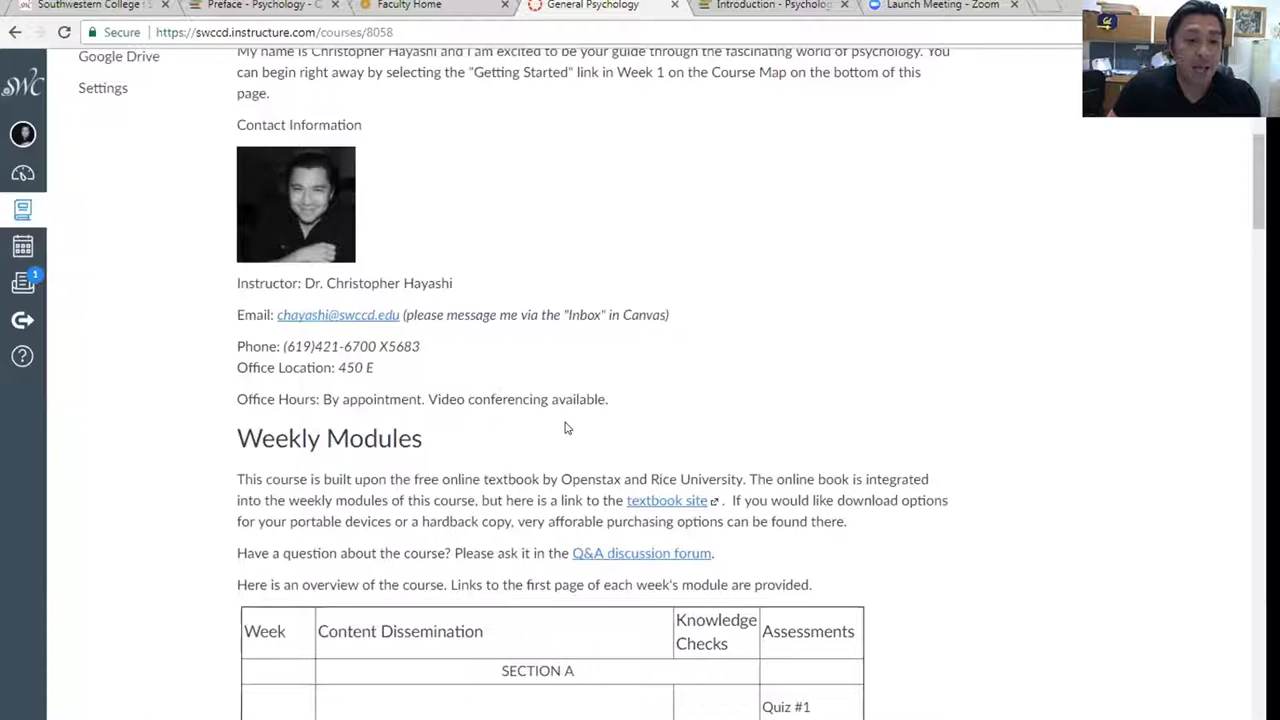 Southwestern College
Preface - Psychology - C
Faculty Home
General Psychology
Introduction - Psycholog
Launch Meeting - Zoom
Secure
https://swccd.instructure.com/courses/8058
Google Drive
Settings
SWC
1
My name is Christopher Hayashi and I am excited to be your guide through the fascinating world of psychology. You
can begin right away by selecting the "Getting Started" link in Week 1 on the Course Map on the bottom of this
page.
Contact Information
Instructor: Dr. Christopher Hayashi
Email: chayashi@swccd.edu (please message me via the "Inbox" in Canvas)
Phone: (619)421-6700 X5683
Office Location: 450 E
Office Hours: By appointment. Video conferencing available.
Weekly Modules
This course is built upon the free online textbook by Openstax and Rice University. The online book is integrated
into the weekly modules of this course, but here is a link to the textbook site. If you would like download options
for your portable devices or a hardback copy, very afforable purchasing options can be found there.
Have a question about the course? Please ask it in the Q&A discussion forum.
Here is an overview of the course. Links to the first page of each week's module are provided.
Week
Content Dissemination
Knowledge
Checks
Assessments
SECTION A
Quiz #1